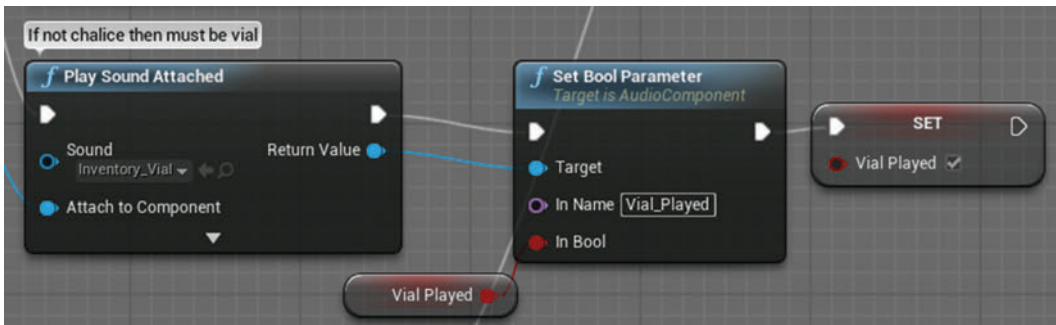 If not chalice then must be vial
f Play Sound Attached
Sound
Inventory_Vial
Return Value
Attach to Component
f Set Bool Parameter
Target is AudioComponent
Target
In Name Vial_Played
In Bool
SET
Vial Played
Vial Played